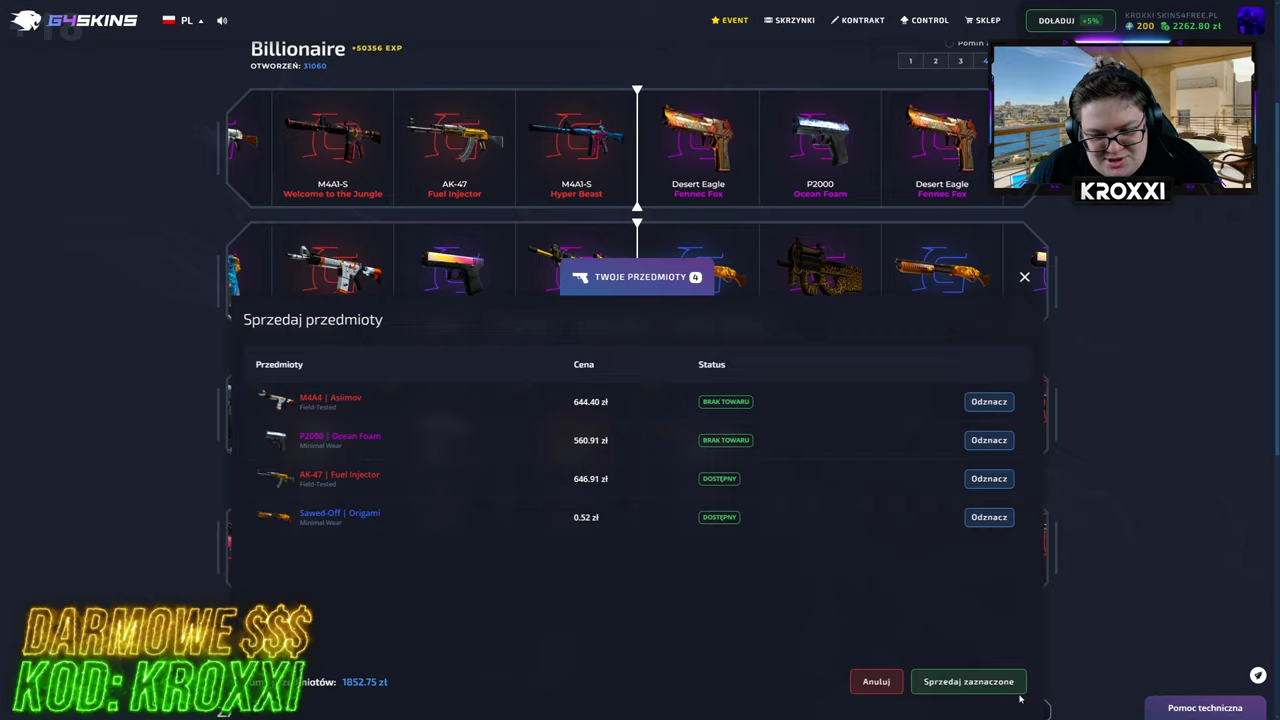 G4SKINS
PL
EVENT
SKRZYNKI
KONTRAKT
CONTROL
SKLEP
DOŁADUJ +5%
KROXXI SKINS4FREE.PL
200 2262.80 zł
Billionaire +50356 EXP
OTWORZEŃ: 31060
1 2 3 4
M4A1-S
Welcome to the Jungle
AK-47
Fuel Injector
M4A1-S
Hyper Beast
Desert Eagle
Fennec Fox
P2000
Ocean Foam
Desert Eagle
Fennec Fox
KROXXI
TWOJE PRZEDMIOTY 4
Sprzedaj przedmioty
Przedmioty Cena Status
M4A4 | Asiimov
Field-Tested
644.40 zł BRAK TOWARU Odznacz
P2000 | Ocean Foam
Minimal Wear
560.91 zł BRAK TOWARU Odznacz
AK-47 | Fuel Injector
Field-Tested
646.91 zł DOSTĘPNY Odznacz
Sawed-Off | Origami
Minimal Wear
0.52 zł DOSTĘPNY Odznacz
DARMOWE $$$
KOD: KROXXI
1852.75 zł
Anuluj
Sprzedaj zaznaczone
Pomoc techniczna